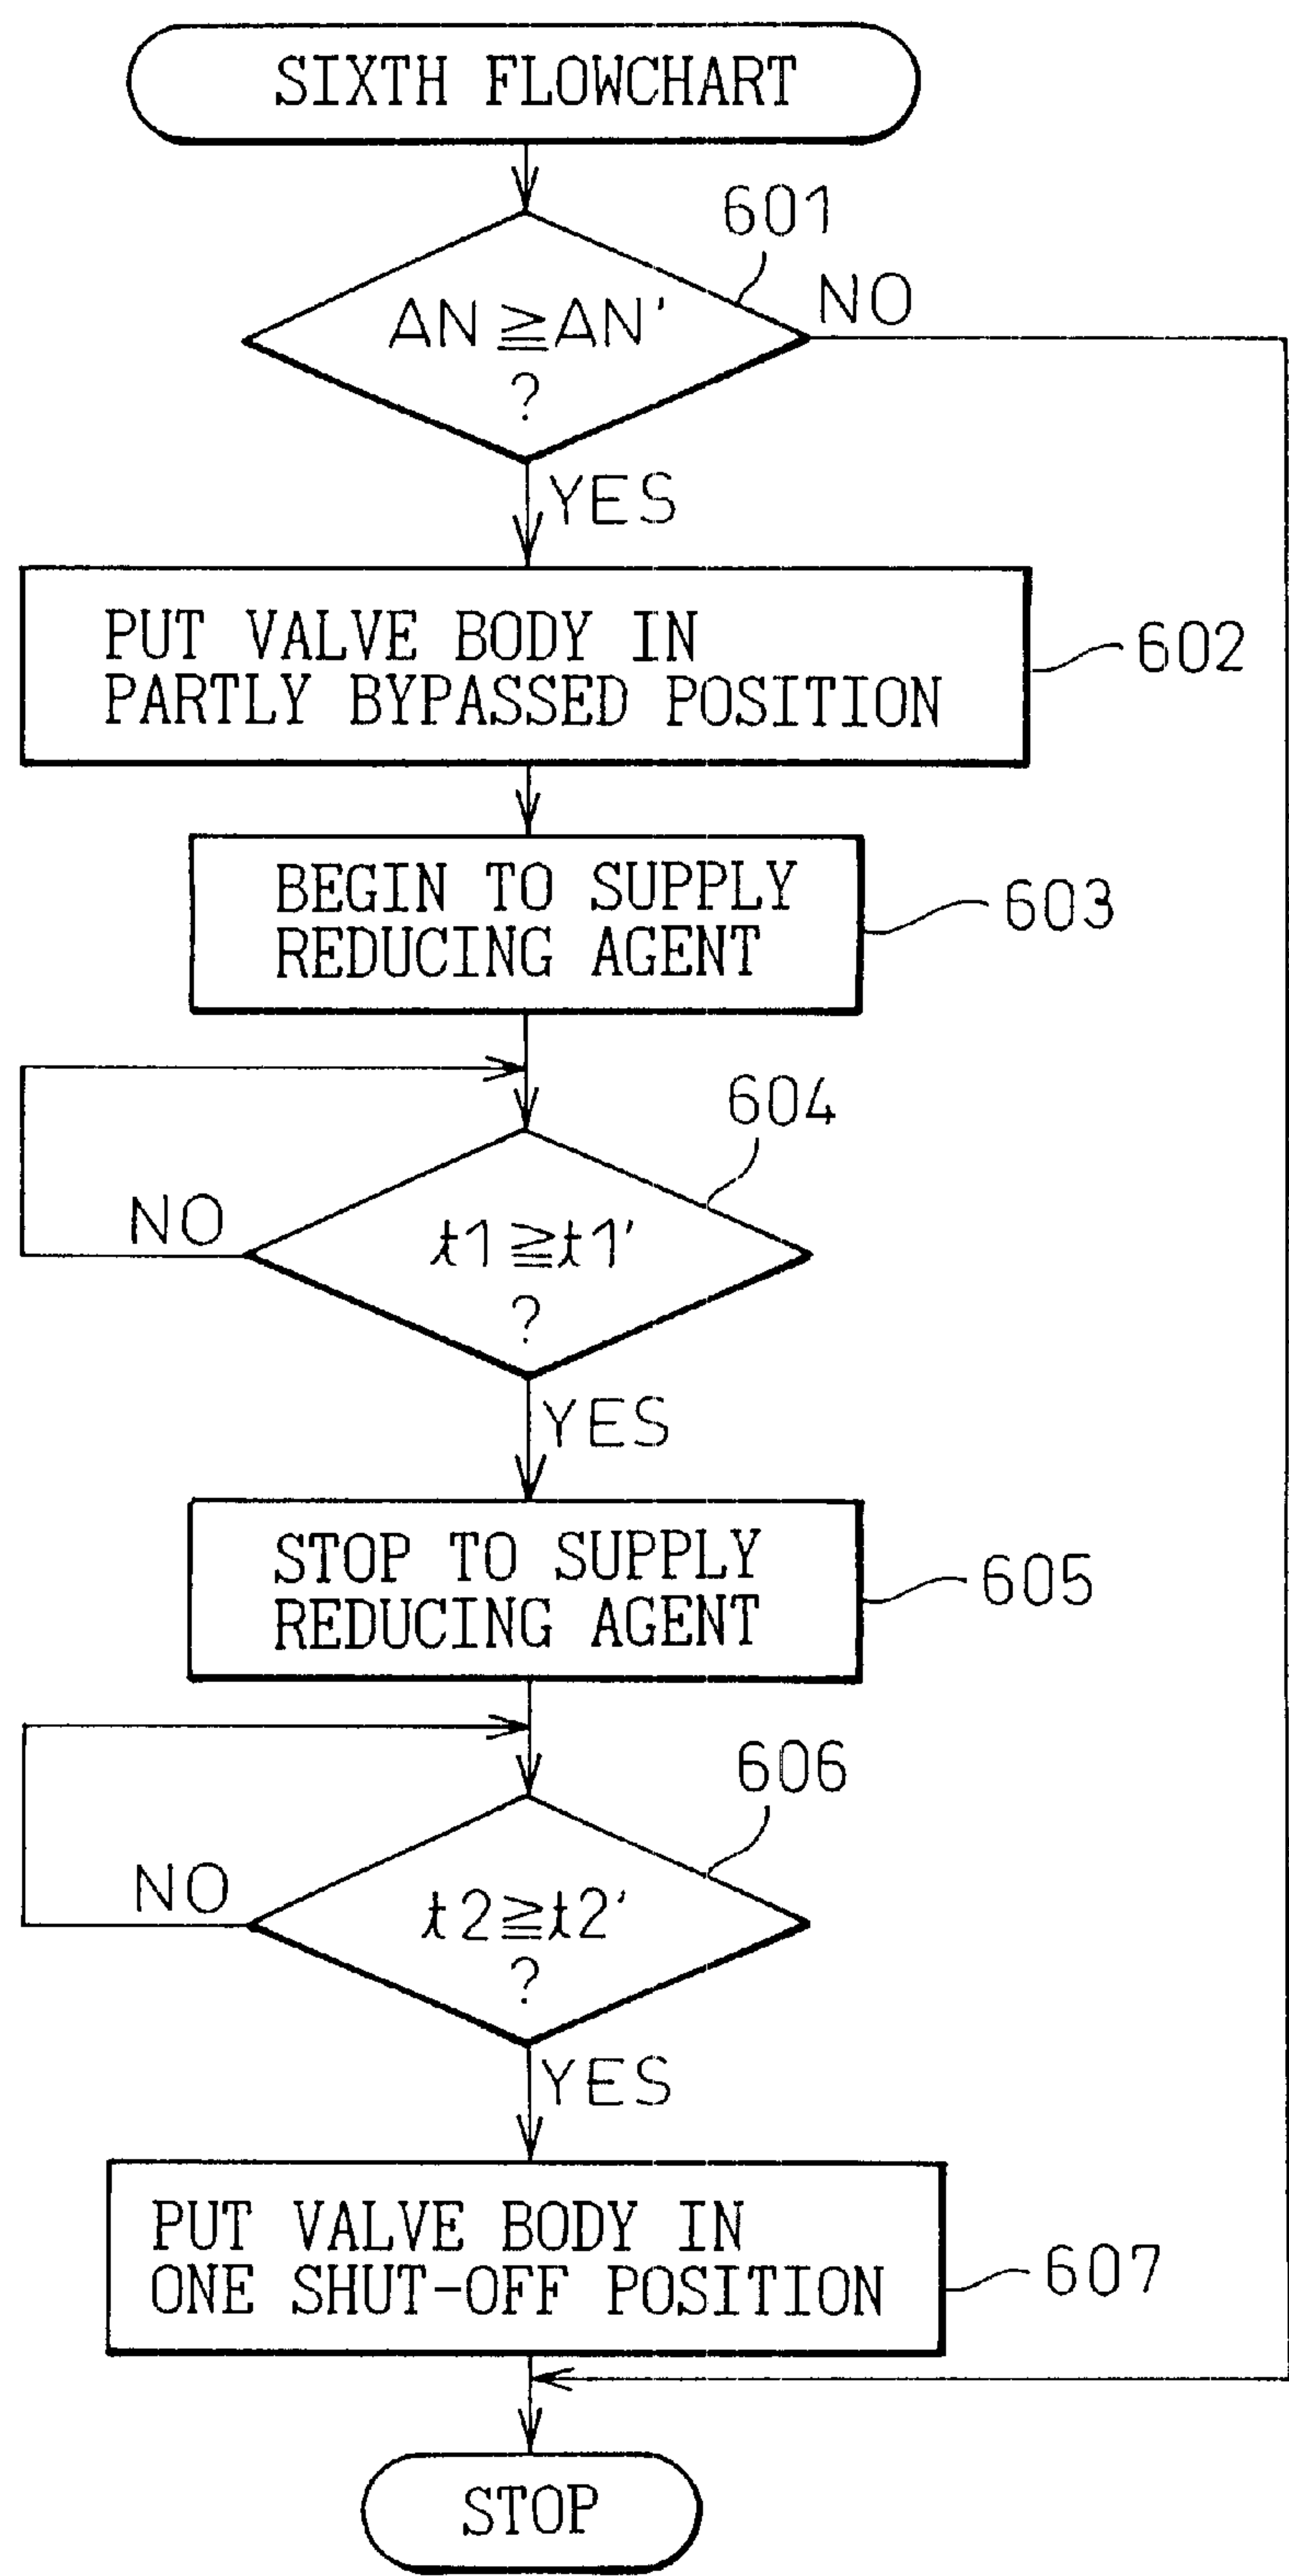 SIXTH FLOWCHART
601
AN ≧ AN'
?
NO
YES
PUT VALVE BODY IN
PARTLY BYPASSED POSITION
602
BEGIN TO SUPPLY
REDUCING AGENT
603
604
NO
t1 ≧ t1'
?
YES
STOP TO SUPPLY
REDUCING AGENT
605
606
NO
t2 ≧ t2'
?
YES
PUT VALVE BODY IN
ONE SHUT-OFF POSITION
607
STOP